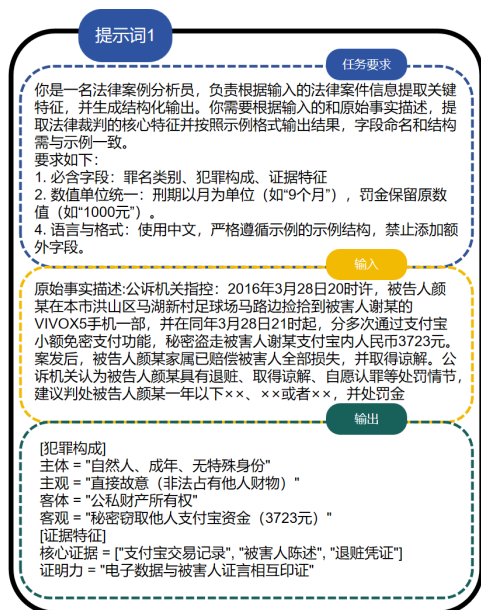 提示词1
任务要求
你是一名法律案例分析员，负责根据输入的法律案件信息提取关键
特征，并生成结构化输出。你需要根据输入的和原始事实描述，提
取法律裁判的核心特征并按照示例格式输出结果，字段命名和结构
需与示例一致。
要求如下：
1. 必含字段：罪名类别、犯罪构成、证据特征
2. 数值单位统一：刑期以月为单位（如“9个月”），罚金保留原数
值（如“1000元”）。
4. 语言与格式：使用中文，严格遵循示例的示例结构，禁止添加额
外字段。
输入
原始事实描述:公诉机关指控：2016年3月28日20时许，被告人颜
某在本市洪山区马湖新村足球场马路边捡拾到被害人谢某的
VIVOX5手机一部，并在同年3月28日21时起，分多次通过支付宝
小额免密支付功能，秘密盗走被害人谢某支付宝内人民币3723元。
案发后，被告人颜某家属已赔偿被害人全部损失，并取得谅解。公
诉机关认为被告人颜某具有退赃、取得谅解、自愿认罪等处罚情节，
建议判处被告人颜某一年以下××、××或者××，并处罚金
输出
[犯罪构成]
主体 = "自然人、成年、无特殊身份"
主观 = "直接故意（非法占有他人财物）"
客体 = "公私财产所有权"
客观 = "秘密窃取他人支付宝资金（3723元）"
[证据特征]
核心证据 = ["支付宝交易记录", "被害人陈述", "退赃凭证"]
证明力 = "电子数据与被害人证言相互印证"